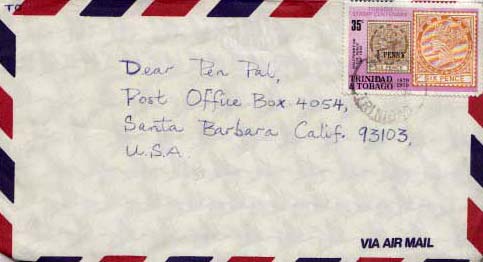 TO
35¢
1 PENNY
SIX PENCE
TRINIDAD
& TOBAGO
1879
1979
Dear Pen Pal,
Post Office Box 4054,
Santa Barbara Calif. 93103,
U.S.A.
VIA AIR MAIL